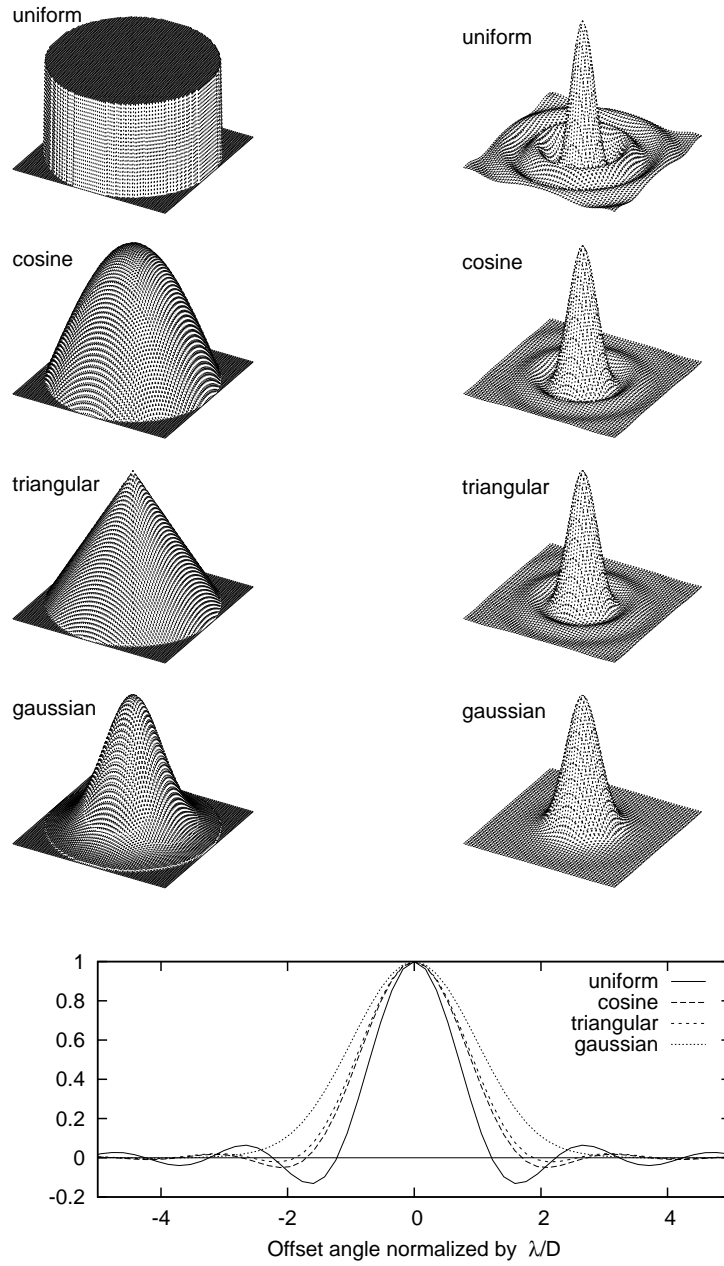 uniform
uniform
cosine
cosine
triangular
triangular
gaussian
gaussian
1
0.8
0.6
0.4
0.2
0
-0.2
uniform
cosine
triangular
gaussian
-4 -2 0 2 4
Offset angle normalized by λ/D